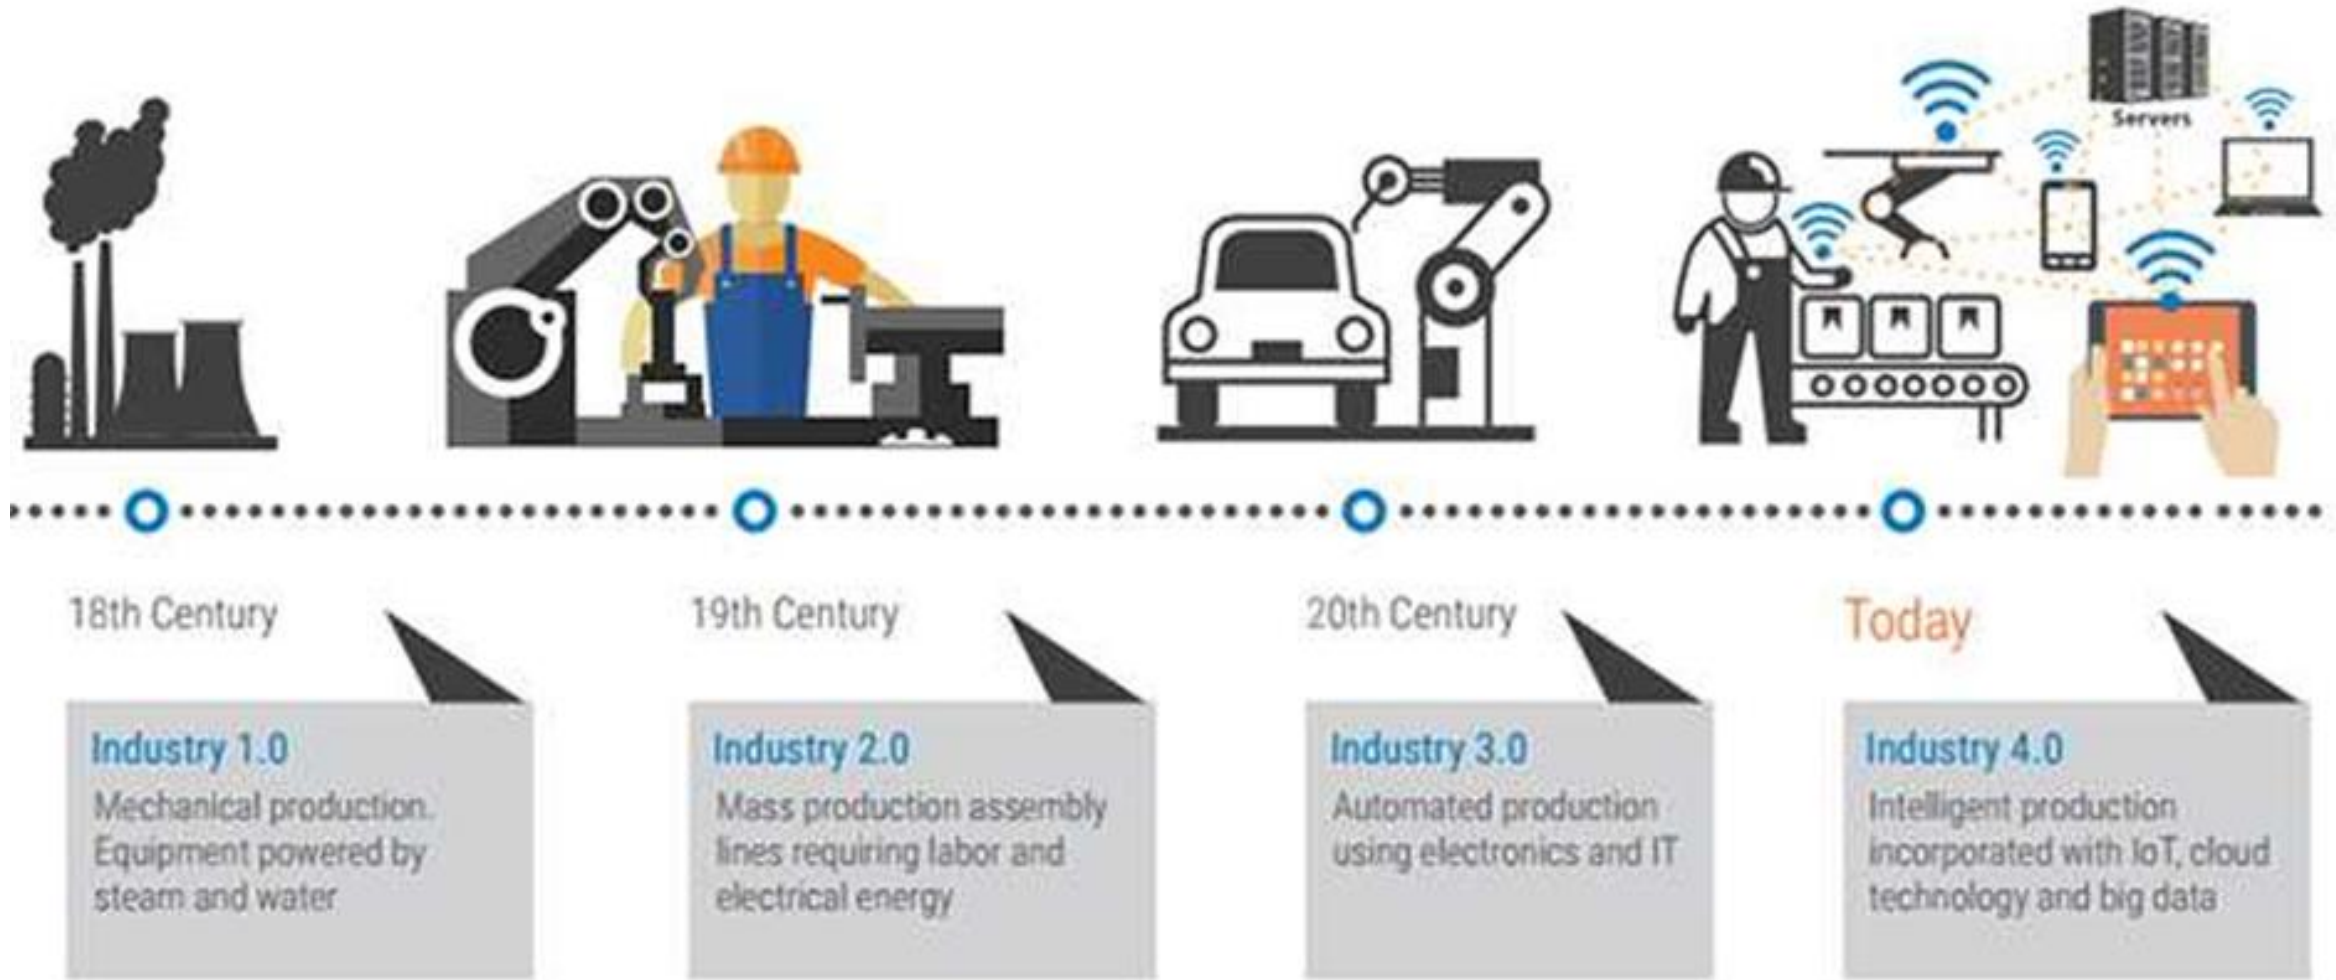 Servers
18th Century
19th Century
20th Century
Today
Industry 1.0
Mechanical production.
Equipment powered by
steam and water
Industry 2.0
Mass production assembly
lines requiring labor and
electrical energy
Industry 3.0
Automated production
using electronics and IT
Industry 4.0
Intelligent production
incorporated with IoT, cloud
technology and big data